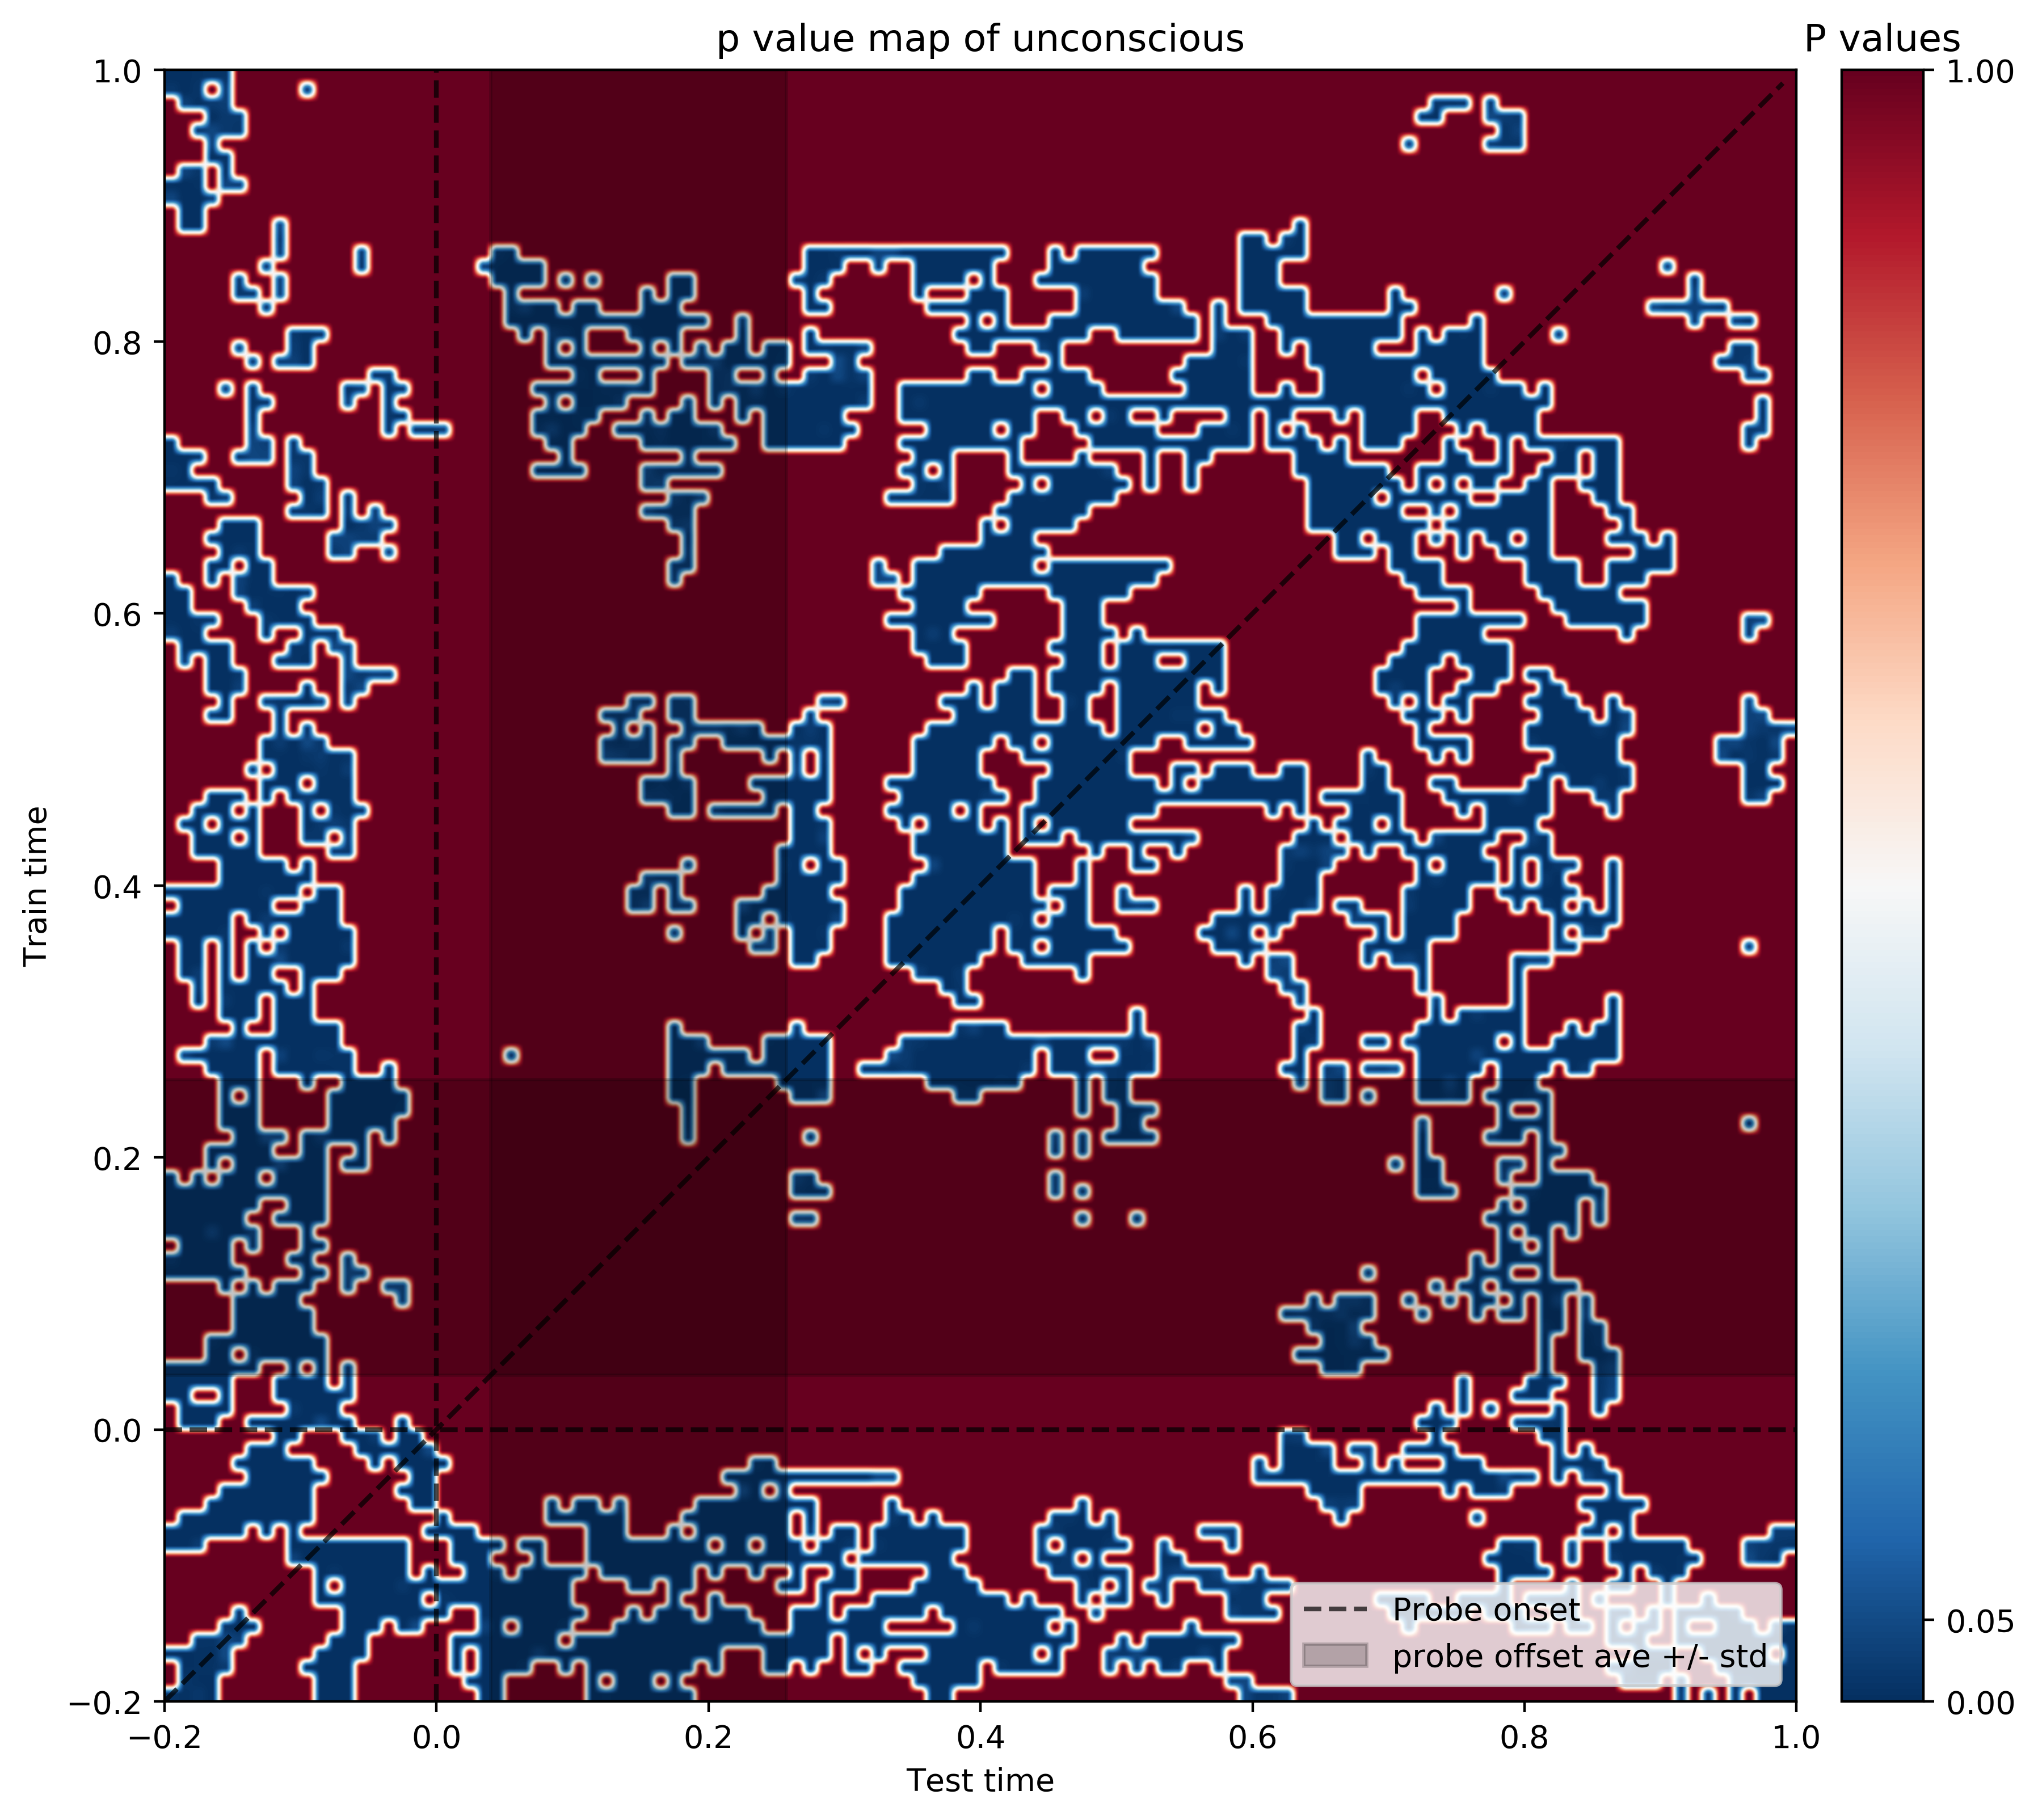 p value map of unconscious
P values
1.0
0.8
0.6
0.4
0.2
0.0
−0.2
Train time
−0.2
0.0
0.2
0.4
0.6
0.8
1.0
Test time
Probe onset
probe offset ave +/- std
1.00
0.05
0.00